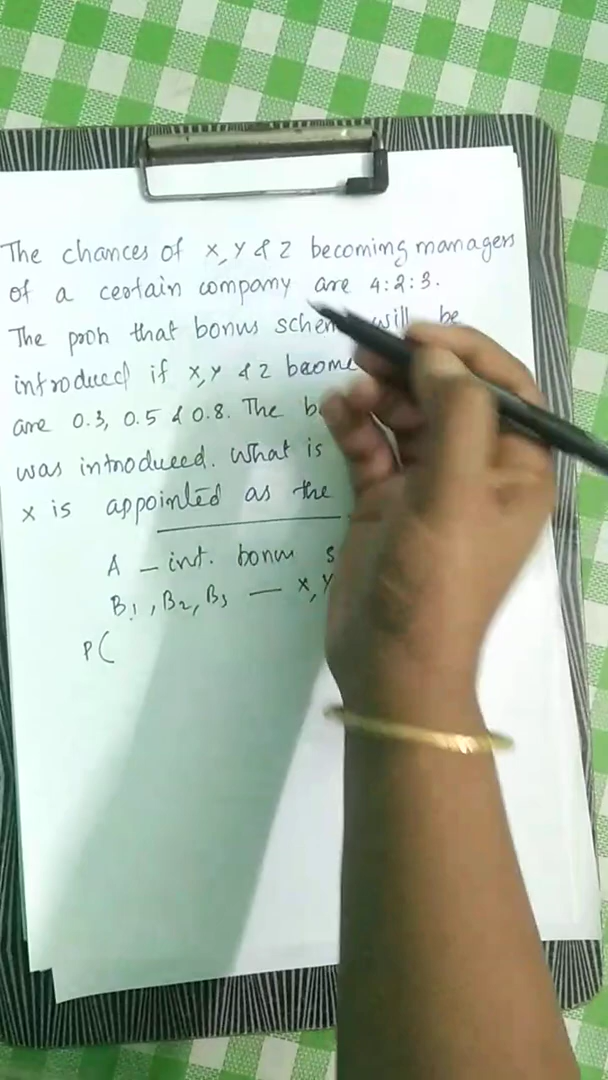 The chances of X, Y & Z becoming managers
of a certain company are 4:2:3.
The prob that bonus schem will be
introduced if X, Y & Z become
are 0.3, 0.5 & 0.8. The b
was introduced. What is
X is appointed as the
A – int. bonus s
B1, B2, B3 — X, Y
P(